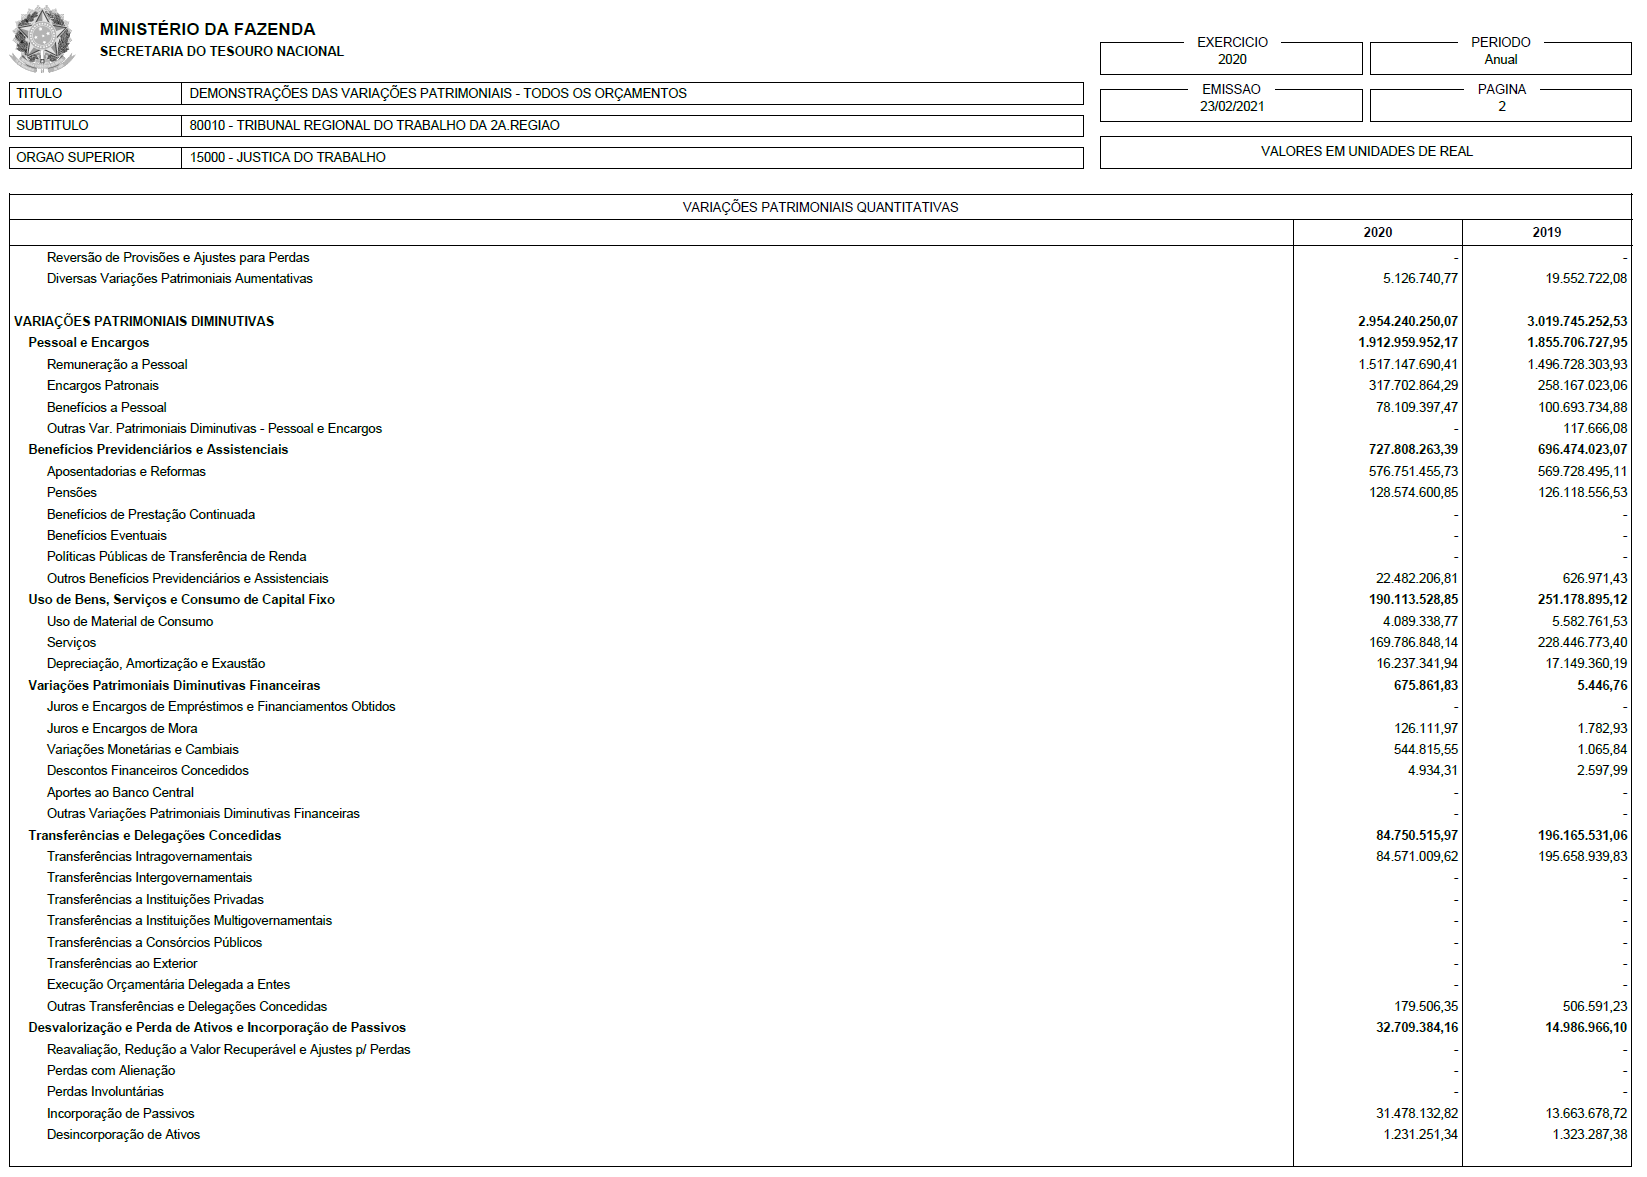 MINISTÉRIO DA FAZENDA
SECRETARIA DO TESOURO NACIONAL
EXERCICIO
2020
PERIODO
Anual
EMISSAO
23/02/2021
PAGINA
2
TITULO DEMONSTRAÇÕES DAS VARIAÇÕES PATRIMONIAIS - TODOS OS ORÇAMENTOS
SUBTITULO 80010 - TRIBUNAL REGIONAL DO TRABALHO DA 2A.REGIAO
ORGAO SUPERIOR 15000 - JUSTICA DO TRABALHO
VALORES EM UNIDADES DE REAL
VARIAÇÕES PATRIMONIAIS QUANTITATIVAS
2020 2019
Reversão de Provisões e Ajustes para Perdas - -
Diversas Variações Patrimoniais Aumentativas 5.126.740,77 19.552.722,08
VARIAÇÕES PATRIMONIAIS DIMINUTIVAS 2.954.240.250,07 3.019.745.252,53
Pessoal e Encargos 1.912.959.952,17 1.855.706.727,95
Remuneração a Pessoal 1.517.147.690,41 1.496.728.303,93
Encargos Patronais 317.702.864,29 258.167.023,06
Benefícios a Pessoal 78.109.397,47 100.693.734,88
Outras Var. Patrimoniais Diminutivas - Pessoal e Encargos - 117.666,08
Benefícios Previdenciários e Assistenciais 727.808.263,39 696.474.023,07
Aposentadorias e Reformas 576.751.455,73 569.728.495,11
Pensões 128.574.600,85 126.118.556,53
Benefícios de Prestação Continuada - -
Benefícios Eventuais - -
Políticas Públicas de Transferência de Renda - -
Outros Benefícios Previdenciários e Assistenciais 22.482.206,81 626.971,43
Uso de Bens, Serviços e Consumo de Capital Fixo 190.113.528,85 251.178.895,12
Uso de Material de Consumo 4.089.338,77 5.582.761,53
Serviços 169.786.848,14 228.446.773,40
Depreciação, Amortização e Exaustão 16.237.341,94 17.149.360,19
Variações Patrimoniais Diminutivas Financeiras 675.861,83 5.446,76
Juros e Encargos de Empréstimos e Financiamentos Obtidos - -
Juros e Encargos de Mora 126.111,97 1.782,93
Variações Monetárias e Cambiais 544.815,55 1.065,84
Descontos Financeiros Concedidos 4.934,31 2.597,99
Aportes ao Banco Central - -
Outras Variações Patrimoniais Diminutivas Financeiras - -
Transferências e Delegações Concedidas 84.750.515,97 196.165.531,06
Transferências Intragovernamentais 84.571.009,62 195.658.939,83
Transferências Intergovernamentais - -
Transferências a Instituições Privadas - -
Transferências a Instituições Multigovernamentais - -
Transferências a Consórcios Públicos - -
Transferências ao Exterior - -
Execução Orçamentária Delegada a Entes - -
Outras Transferências e Delegações Concedidas 179.506,35 506.591,23
Desvalorização e Perda de Ativos e Incorporação de Passivos 32.709.384,16 14.986.966,10
Reavaliação, Redução a Valor Recuperável e Ajustes p/ Perdas - -
Perdas com Alienação - -
Perdas Involuntárias - -
Incorporação de Passivos 31.478.132,82 13.663.678,72
Desincorporação de Ativos 1.231.251,34 1.323.287,38